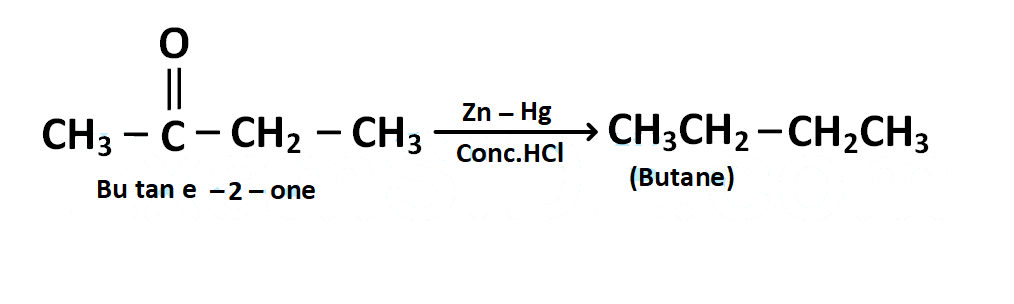 O
||
CH₃ – C – CH₂ – CH₃ Zn – Hg → CH₃CH₂ – CH₂CH₃
Conc.HCl
Bu tan e – 2 – one (Butane)